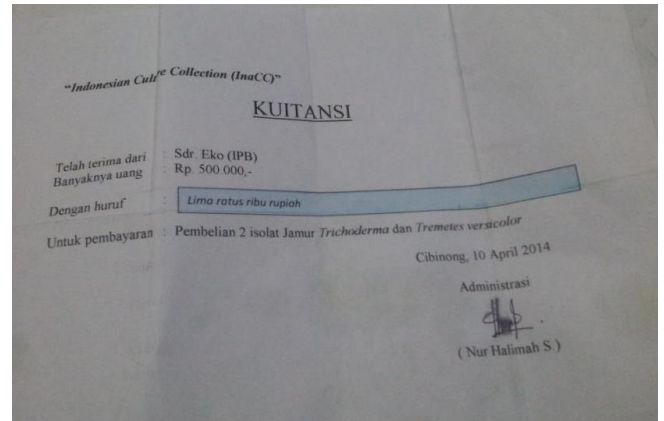 "Indonesian Culture Collection (InaCC)"
KUITANSI
Telah terima dari : Sdr. Eko (IPB)
Banyaknya uang : Rp. 500.000,-
Dengan huruf : Lima ratus ribu rupiah
Untuk pembayaran : Pembelian 2 isolat Jamur Trichoderma dan Tremetes versicolor
Cibinong, 10 April 2014
Administrasi
( Nur Halimah S.)